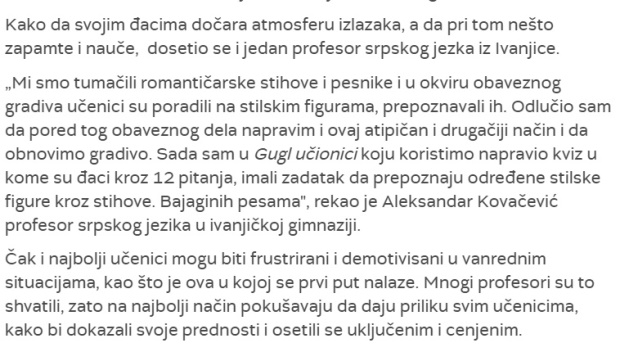 Kako da svojim đacima dočara atmosferu izlazaka, a da pri tom nešto
zapamte i nauče,  dosetio se i jedan profesor srpskog jezka iz Ivanjice.
„Mi smo tumačili romantičarske stihove i pesnike i u okviru obaveznog
gradiva učenici su poradili na stilskim figurama, prepoznavali ih. Odlučio sam
da pored tog obaveznog dela napravim i ovaj atipičan i drugačiji način i da
obnovimo gradivo. Sada sam u Gugl učionici koju koristimo napravio kviz u
kome su đaci kroz 12 pitanja, imali zadatak da prepoznaju određene stilske
figure kroz stihove. Bajaginih pesama", rekao je Aleksandar Kovačević
profesor srpskog jezika u ivanjičkoj gimnaziji.
Čak i najbolji učenici mogu biti frustrirani i demotivisani u vanrednim
situacijama, kao što je ova u kojoj se prvi put nalaze. Mnogi profesori su to
shvatili, zato na najbolji način pokušavaju da daju priliku svim učenicima,
kako bi dokazali svoje prednosti i osetili se uključenim i cenjenim.